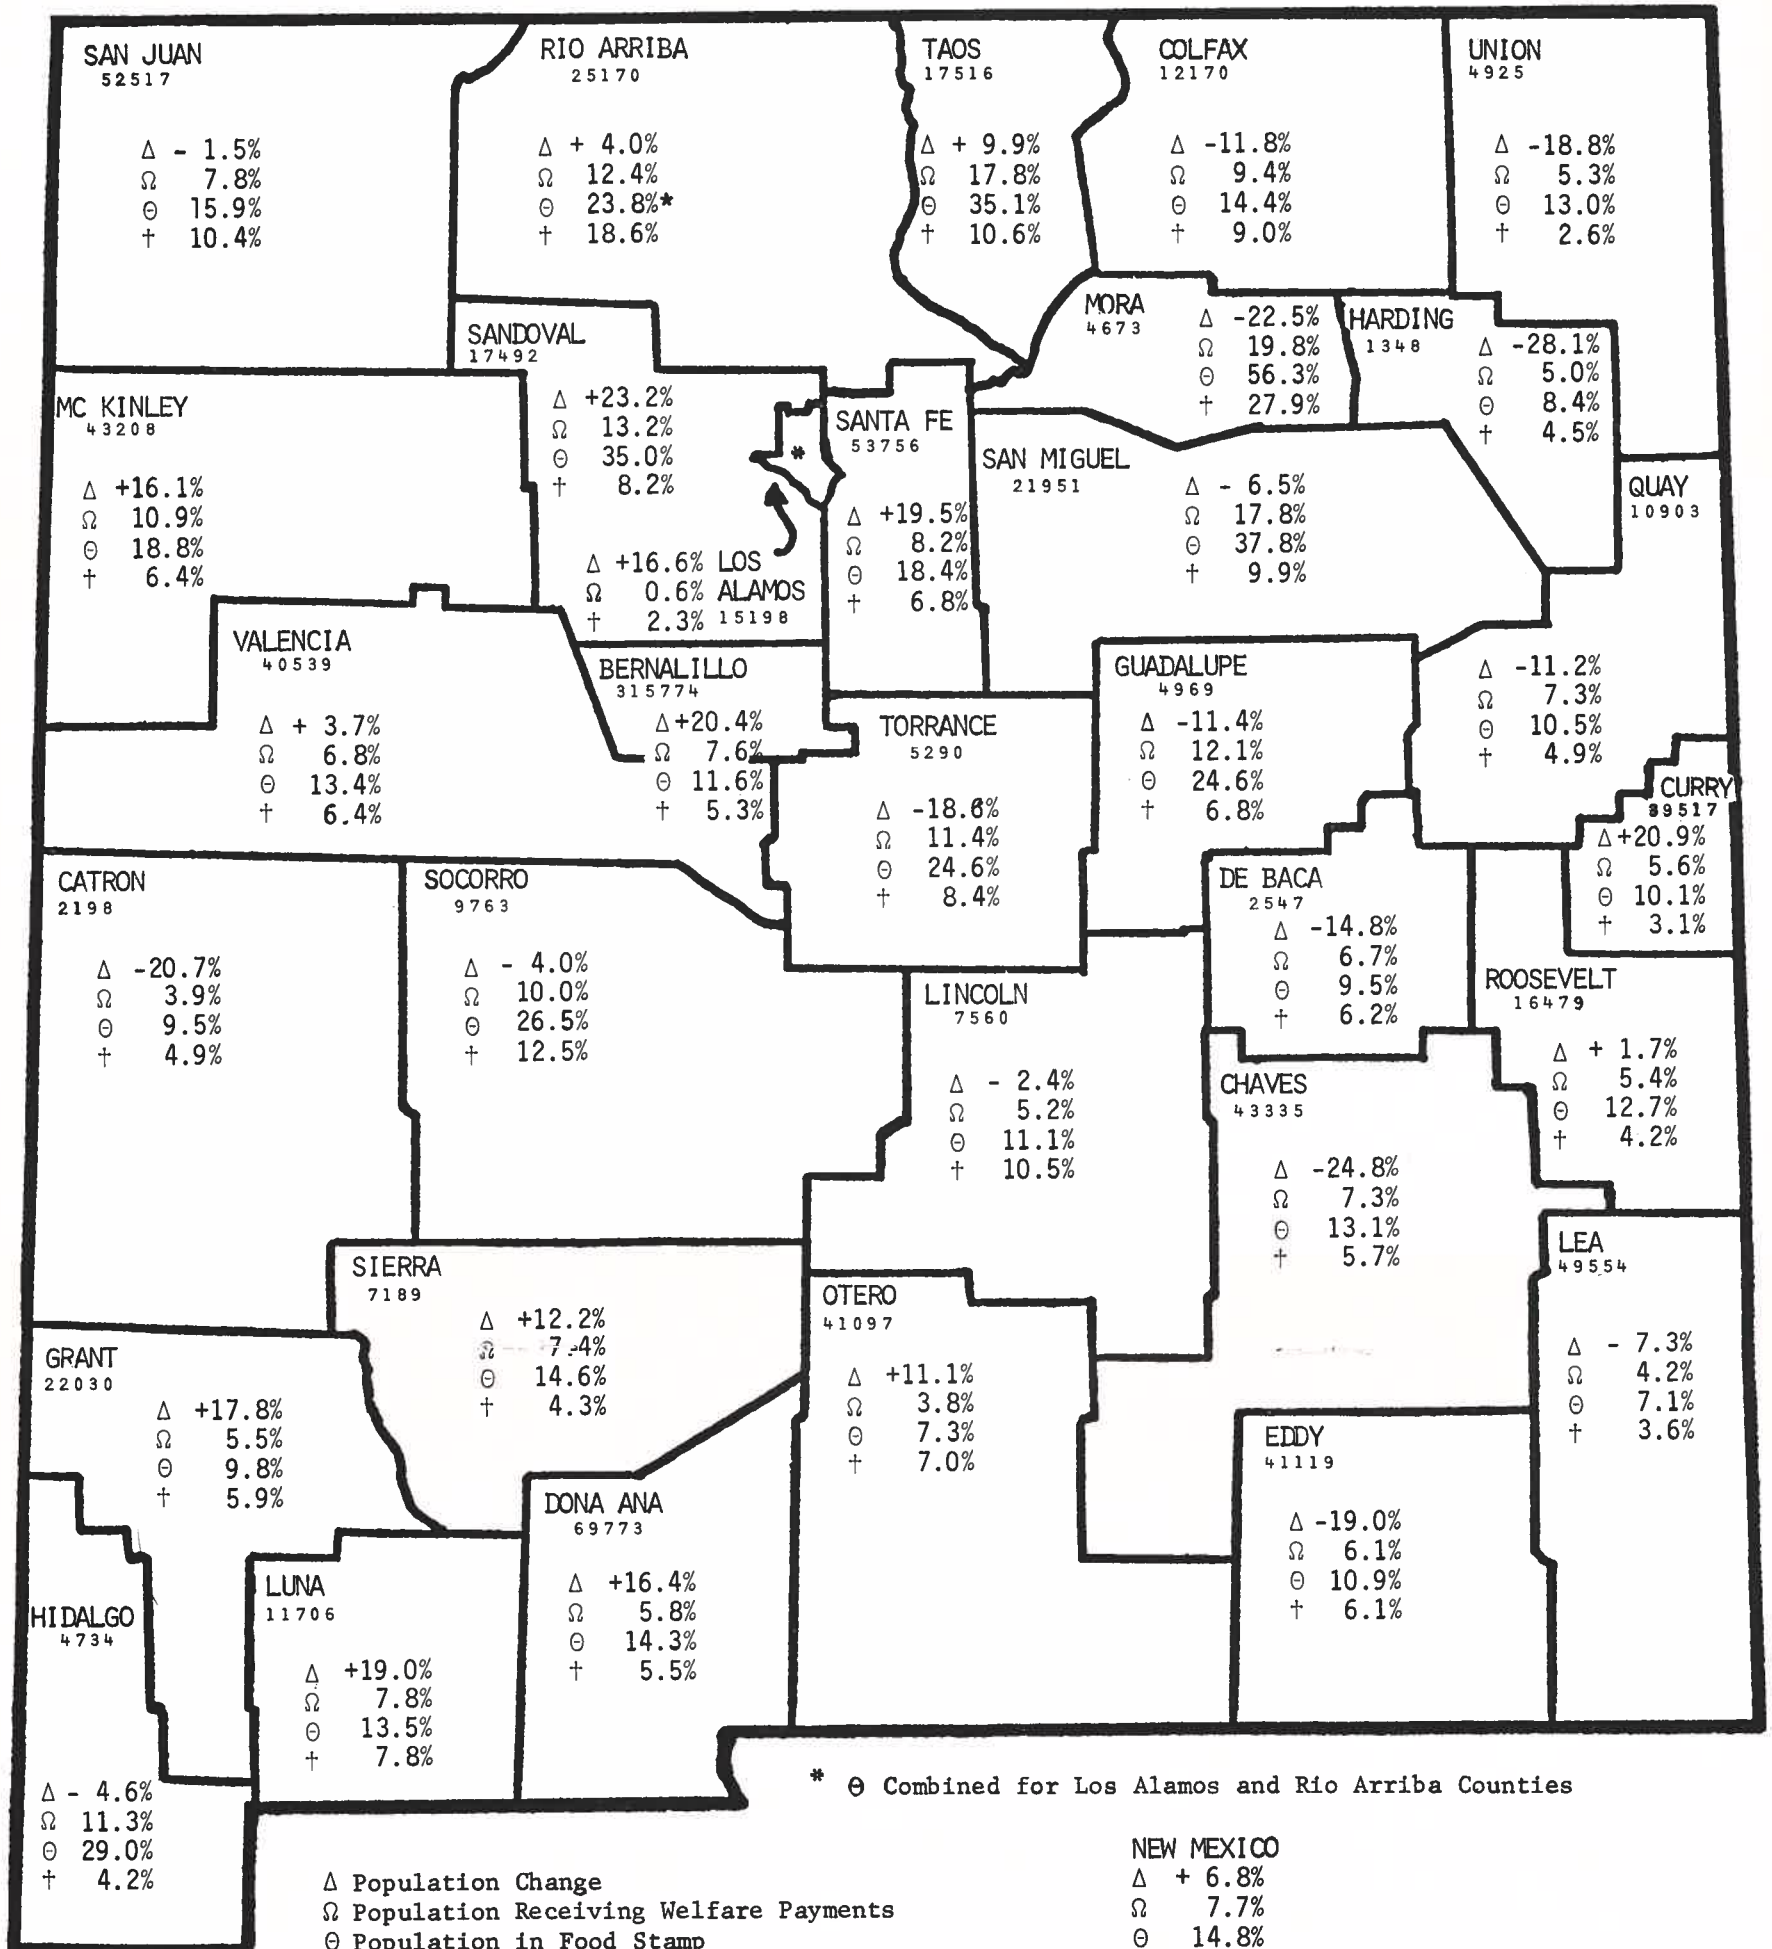 SAN JUAN
52517
Δ - 1.5%
Ω 7.8%
Θ 15.9%
† 10.4%
RIO ARRIBA
25170
Δ + 4.0%
Ω 12.4%
Θ 23.8%*
† 18.6%
TAOS
17516
Δ + 9.9%
Ω 17.8%
Θ 35.1%
† 10.6%
COLFAX
12170
Δ -11.8%
Ω 9.4%
Θ 14.4%
† 9.0%
UNION
4925
Δ -18.8%
Ω 5.3%
Θ 13.0%
† 2.6%
MORA
4673
Δ -22.5%
Ω 19.8%
Θ 56.3%
† 27.9%
HARDING
1348
Δ -28.1%
Ω 5.0%
Θ 8.4%
† 4.5%
SANDOVAL
17492
Δ +23.2%
Ω 13.2%
Θ 35.0%
† 8.2%
MC KINLEY
43208
Δ +16.1%
Ω 10.9%
Θ 18.8%
† 6.4%
*
SANTA FE
53756
Δ +19.5%
Ω 8.2%
Θ 18.4%
† 6.8%
SAN MIGUEL
21951
Δ - 6.5%
Ω 17.8%
Θ 37.8%
† 9.9%
QUAY
10903
Δ -11.2%
Ω 7.3%
Θ 10.5%
† 4.9%
Δ +16.6% LOS
Ω 0.6% ALAMOS
† 2.3% 15198
VALENCIA
40539
Δ + 3.7%
Ω 6.8%
Θ 13.4%
† 6.4%
BERNALILLO
315774
Δ +20.4%
Ω 7.6%
Θ 11.6%
† 5.3%
TORRANCE
5290
Δ -18.6%
Ω 11.4%
Θ 24.6%
† 8.4%
GUADALUPE
4969
Δ -11.4%
Ω 12.1%
Θ 24.6%
† 6.8%
CURRY
39517
Δ +20.9%
Ω 5.6%
Θ 10.1%
† 3.1%
CATRON
2198
Δ -20.7%
Ω 3.9%
Θ 9.5%
† 4.9%
SOCORRO
9763
Δ - 4.0%
Ω 10.0%
Θ 26.5%
† 12.5%
DE BACA
2547
Δ -14.8%
Ω 6.7%
Θ 9.5%
† 6.2%
LINCOLN
7560
Δ - 2.4%
Ω 5.2%
Θ 11.1%
† 10.5%
ROOSEVELT
16479
Δ + 1.7%
Ω 5.4%
Θ 12.7%
† 4.2%
CHAVES
43335
Δ -24.8%
Ω 7.3%
Θ 13.1%
† 5.7%
LEA
49554
Δ - 7.3%
Ω 4.2%
Θ 7.1%
† 3.6%
SIERRA
7189
Δ +12.2%
Ω 7.4%
Θ 14.6%
† 4.3%
OTERO
41097
Δ +11.1%
Ω 3.8%
Θ 7.3%
† 7.0%
GRANT
22030
Δ +17.8%
Ω 5.5%
Θ 9.8%
† 5.9%
EDDY
41119
Δ -19.0%
Ω 6.1%
Θ 10.9%
† 6.1%
DONA ANA
69773
Δ +16.4%
Ω 5.8%
Θ 14.3%
† 5.5%
LUNA
11706
Δ +19.0%
Ω 7.8%
Θ 13.5%
† 7.8%
HIDALGO
4734
Δ - 4.6%
Ω 11.3%
Θ 29.0%
† 4.2%
* Θ Combined for Los Alamos and Rio Arriba Counties
Δ Population Change
Ω Population Receiving Welfare Payments
Θ Population in Food Stamp
NEW MEXICO
Δ + 6.8%
Ω 7.7%
Θ 14.8%